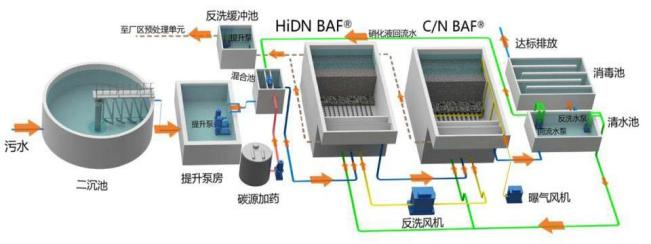 反洗缓冲池
至厂区预处理单元
提升泵
HiDN BAF®
C/N BAF®
硝化液回流水
达标排放
混合池
消毒池
提升泵
反洗水泵
清水池
回流水泵
污水
二沉池
提升泵房
碳源加药
反洗风机
曝气风机